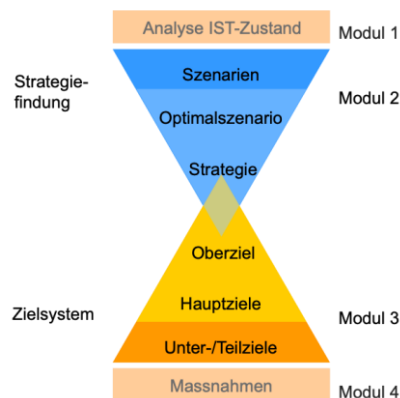 Analyse IST-Zustand
Modul 1
Strategie-
findung
Szenarien
Modul 2
Optimalszenario
Strategie
Oberziel
Zielsystem
Hauptziele
Modul 3
Unter-/Teilziele
Massnahmen
Modul 4